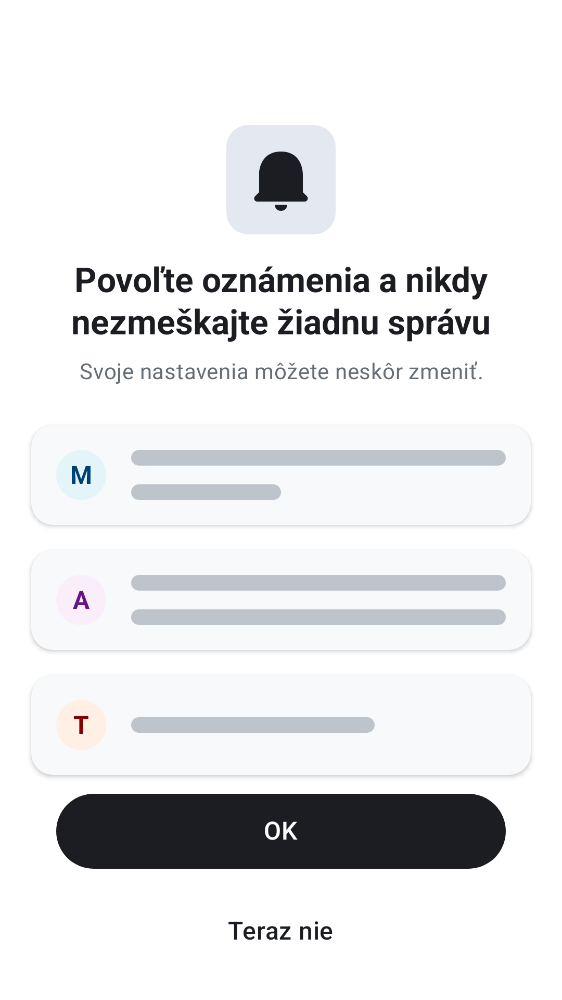 Povoľte oznámenia a nikdy
nezmeškajte žiadnu správu
Svoje nastavenia môžete neskôr zmeniť.
M
A
T
OK
Teraz nie